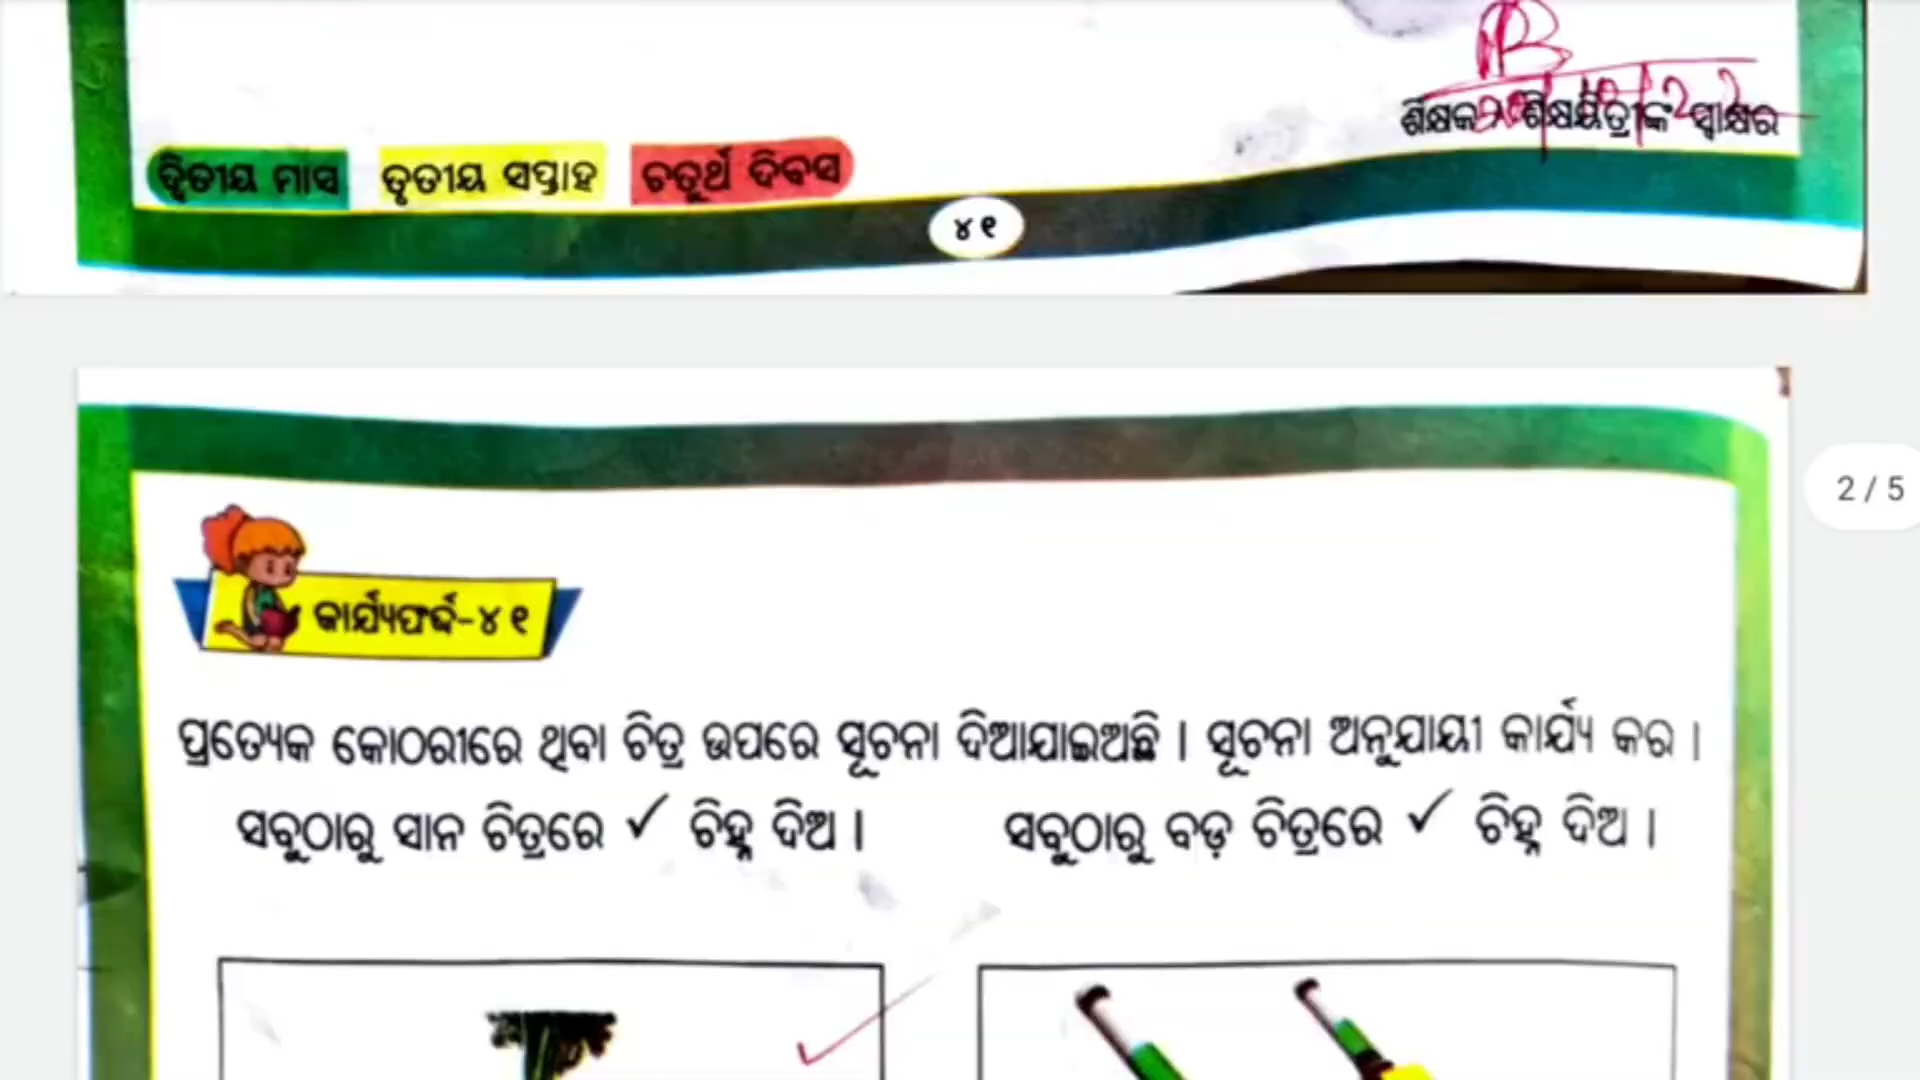 ଶିକ୍ଷକ / ଶିକ୍ଷୟିତ୍ରୀଙ୍କ ସ୍ୱାକ୍ଷର
ଦ୍ୱିତୀୟ ମାସ ତୃତୀୟ ସପ୍ତାହ ଚତୁର୍ଥ ଦିବସ
୪୧
2 / 5
କାର୍ଯ୍ୟଫର୍ଦ୍ଦ-୪୧
ପ୍ରତ୍ୟେକ କୋଠରୀରେ ଥିବା ଚିତ୍ର ଉପରେ ସୂଚନା ଦିଆଯାଇଅଛି । ସୂଚନା ଅନୁଯାୟୀ କାର୍ଯ୍ୟ କର ।
ସବୁଠାରୁ ସାନ ଚିତ୍ରରେ ✓ ଚିହ୍ନ ଦିଅ । ସବୁଠାରୁ ବଡ଼ ଚିତ୍ରରେ ✓ ଚିହ୍ନ ଦିଅ ।